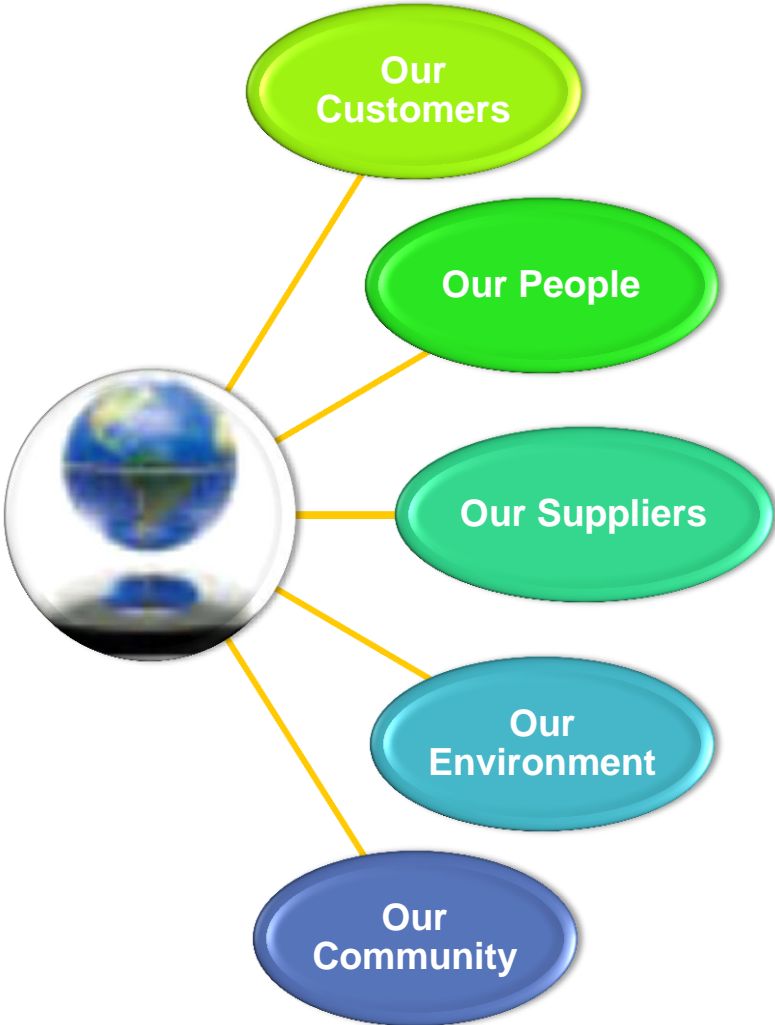 Our
Customers
Our People
Our Suppliers
Our
Environment
Our
Community